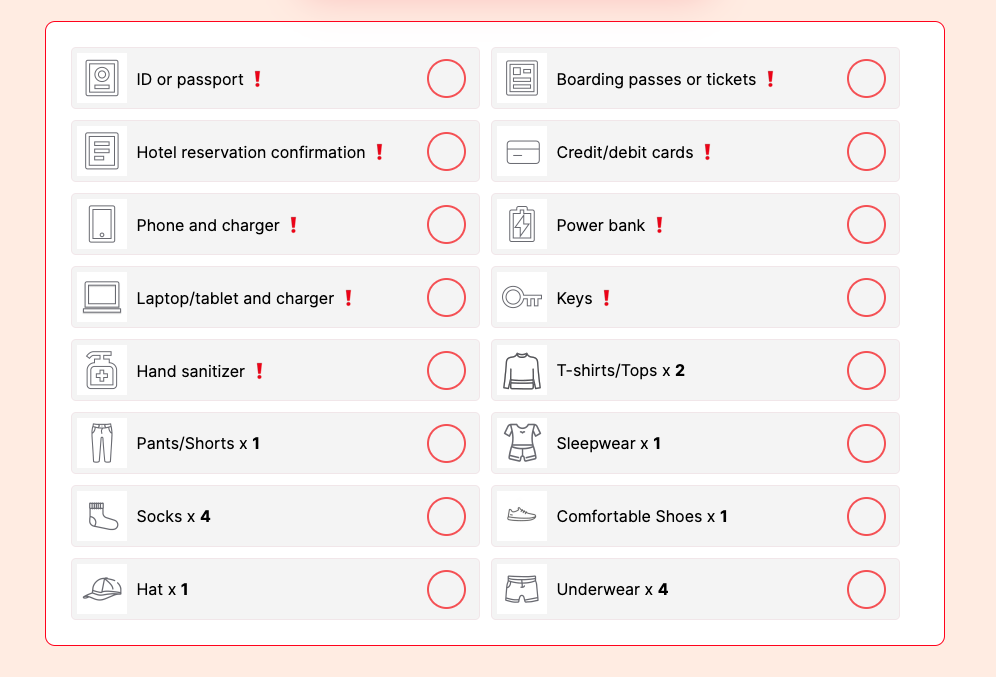 ID or passport ❗
Boarding passes or tickets ❗
Hotel reservation confirmation ❗
Credit/debit cards ❗
Phone and charger ❗
Power bank ❗
Laptop/tablet and charger ❗
Keys ❗
Hand sanitizer ❗
T-shirts/Tops x 2
Pants/Shorts x 1
Sleepwear x 1
Socks x 4
Comfortable Shoes x 1
Hat x 1
Underwear x 4